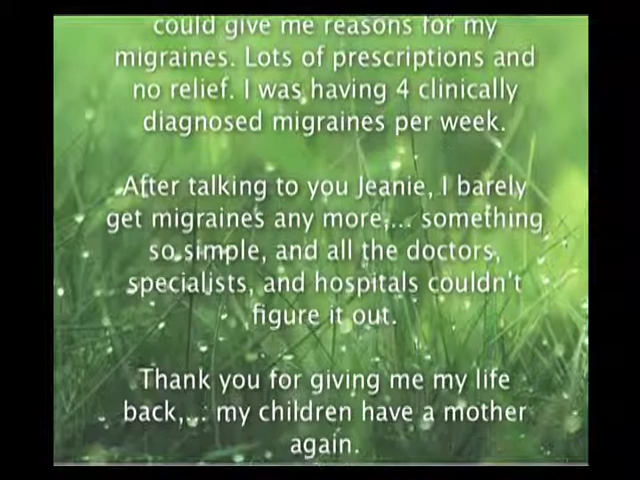 could give me reasons for my
migraines. Lots of prescriptions and
no relief. I was having 4 clinically
diagnosed migraines per week.
After talking to you Jeanie, I barely
get migraines any more,... something
so simple, and all the doctors,
specialists, and hospitals couldn't
figure it out.
Thank you for giving me my life
back,... my children have a mother
again.